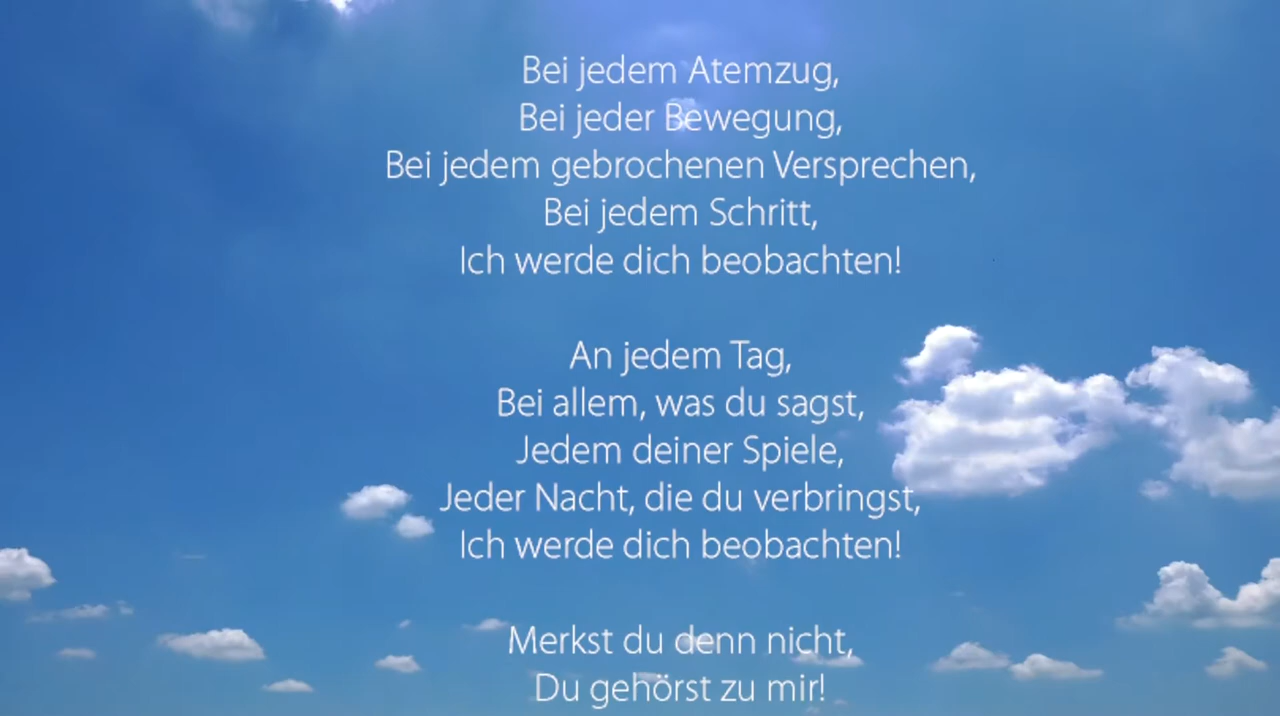 Bei jedem Atemzug,
Bei jeder Bewegung,
Bei jedem gebrochenen Versprechen,
Bei jedem Schritt,
Ich werde dich beobachten!
An jedem Tag,
Bei allem, was du sagst,
Jedem deiner Spiele,
Jeder Nacht, die du verbringst,
Ich werde dich beobachten!
Merkst du denn nicht,
Du gehörst zu mir!